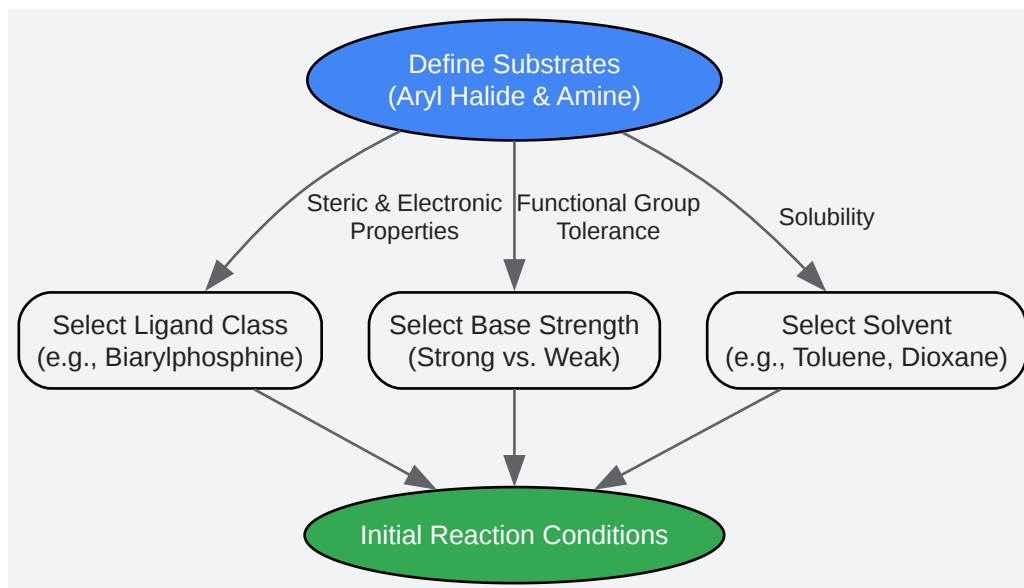 Define Substrates
(Aryl Halide & Amine)
Steric & Electronic
Properties
Functional Group
Tolerance
Solubility
Select Ligand Class
(e.g., Biarylphosphine)
Select Base Strength
(Strong vs. Weak)
Select Solvent
(e.g., Toluene, Dioxane)
Initial Reaction Conditions